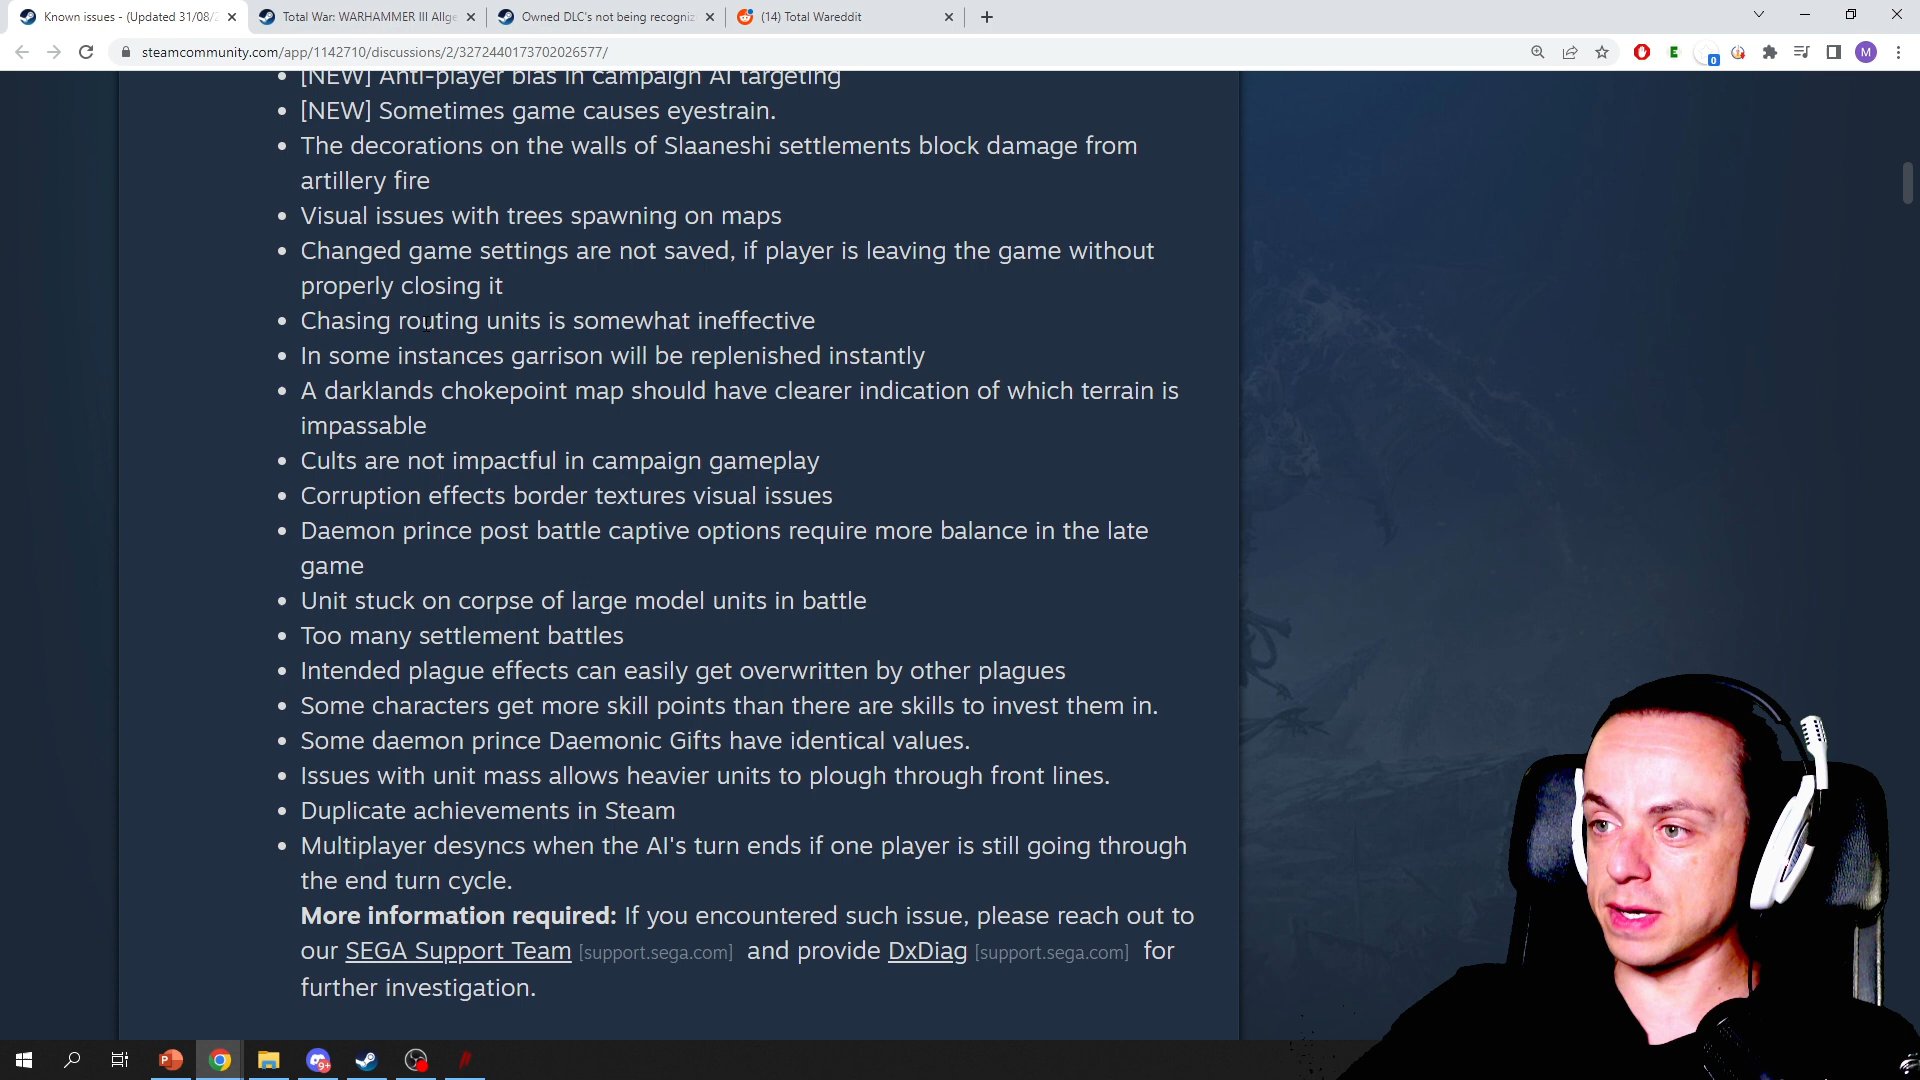 Known issues - (Updated 31/08/2
Total War: WARHAMMER III Allge
Owned DLC's not being recogniz
(14) Total Wareddit
steamcommunity.com/app/1142710/discussions/2/3272440173702026577/
0
M
• [NEW] Anti-player bias in campaign AI targeting
• [NEW] Sometimes game causes eyestrain.
• The decorations on the walls of Slaaneshi settlements block damage from
artillery fire
• Visual issues with trees spawning on maps
• Changed game settings are not saved, if player is leaving the game without
properly closing it
• Chasing routing units is somewhat ineffective
• In some instances garrison will be replenished instantly
• A darklands chokepoint map should have clearer indication of which terrain is
impassable
• Cults are not impactful in campaign gameplay
• Corruption effects border textures visual issues
• Daemon prince post battle captive options require more balance in the late
game
• Unit stuck on corpse of large model units in battle
• Too many settlement battles
• Intended plague effects can easily get overwritten by other plagues
• Some characters get more skill points than there are skills to invest them in.
• Some daemon prince Daemonic Gifts have identical values.
• Issues with unit mass allows heavier units to plough through front lines.
• Duplicate achievements in Steam
• Multiplayer desyncs when the AI's turn ends if one player is still going through
the end turn cycle.
More information required: If you encountered such issue, please reach out to
our SEGA Support Team [support.sega.com] and provide DxDiag [support.sega.com] for
further investigation.
P
9+